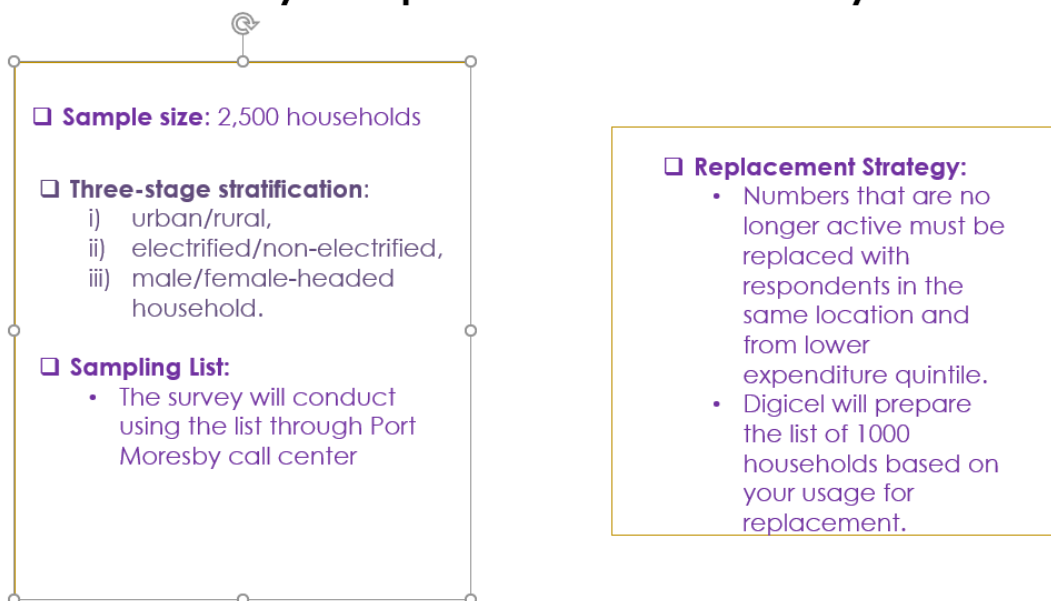 ❑ Sample size: 2,500 households
❑ Three-stage stratification:
i) urban/rural,
ii) electrified/non-electrified,
iii) male/female-headed
household.
❑ Sampling List:
• The survey will conduct
using the list through Port
Moresby call center
❑ Replacement Strategy:
• Numbers that are no
longer active must be
replaced with
respondents in the
same location and
from lower
expenditure quintile.
• Digicel will prepare
the list of 1000
households based on
your usage for
replacement.